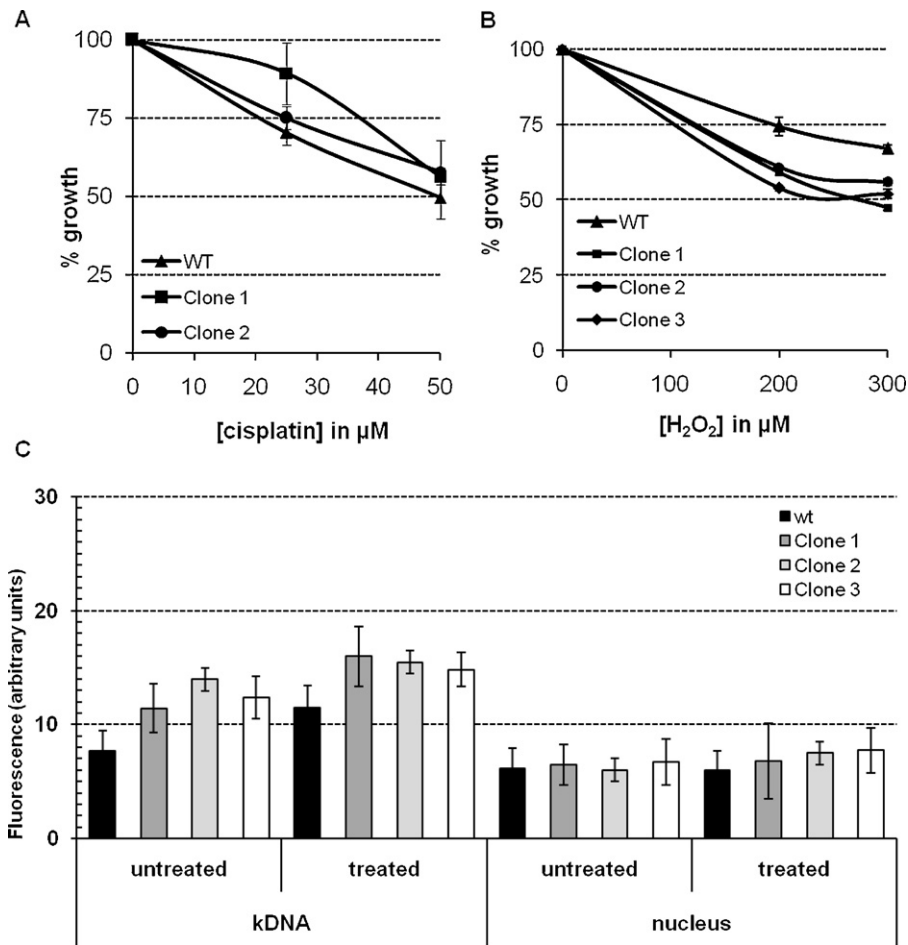 A
100
75
50
25
0
% growth
WT
Clone 1
Clone 2
0 10 20 30 40 50
[cisplatin] in µM
B
100
75
50
25
0
% growth
WT
Clone 1
Clone 2
Clone 3
0 100 200 300
[H₂O₂] in µM
C
30
20
10
0
Fluorescence (arbitrary units)
wt
Clone 1
Clone 2
Clone 3
untreated treated untreated treated
kDNA nucleus